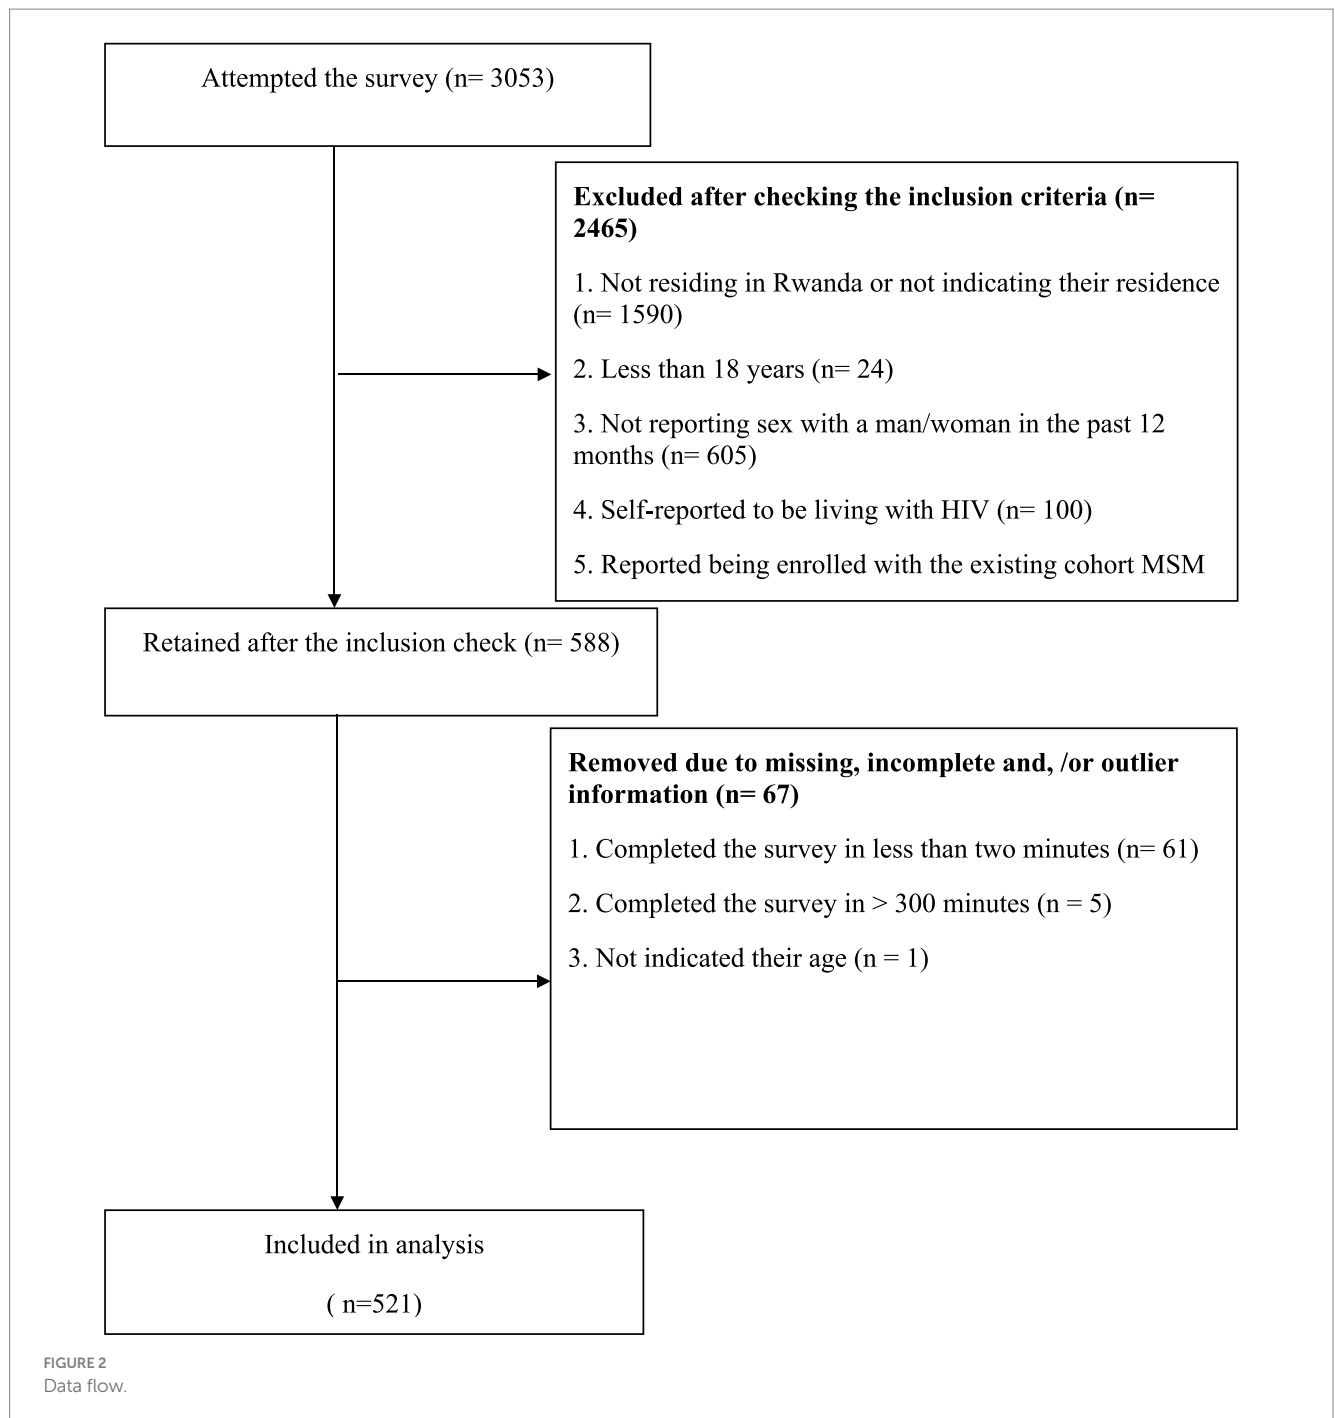 Attempted the survey (n= 3053)
Excluded after checking the inclusion criteria (n=
2465)
1. Not residing in Rwanda or not indicating their residence
(n= 1590)
2. Less than 18 years (n= 24)
3. Not reporting sex with a man/woman in the past 12
months (n= 605)
4. Self-reported to be living with HIV (n= 100)
5. Reported being enrolled with the existing cohort MSM
Retained after the inclusion check (n= 588)
Removed due to missing, incomplete and, /or outlier
information (n= 67)
1. Completed the survey in less than two minutes (n= 61)
2. Completed the survey in > 300 minutes (n = 5)
3. Not indicated their age (n = 1)
Included in analysis
( n=521)
FIGURE 2
Data flow.